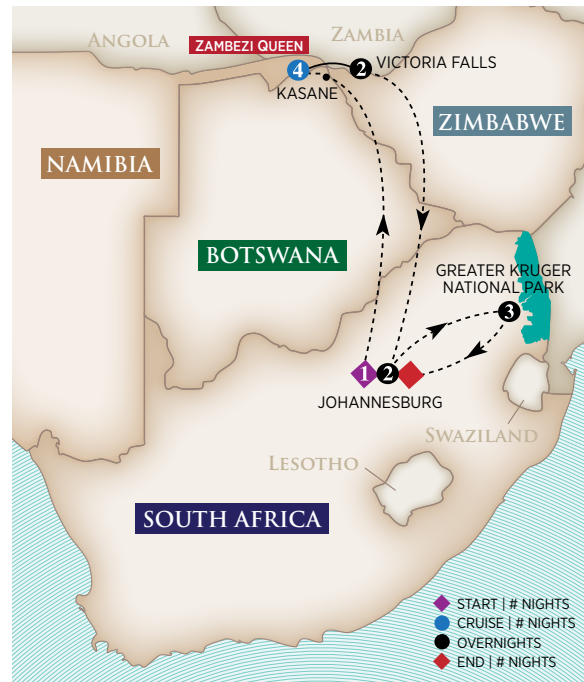 ANGOLA
ZAMBIA
ZAMBEZI QUEEN
4
2
VICTORIA FALLS
KASANE
ZIMBABWE
NAMIBIA
BOTSWANA
GREATER KRUGER
NATIONAL PARK
3
1
2
JOHANNESBURG
SWAZILAND
LESOTHO
SOUTH AFRICA
START | # NIGHTS
CRUISE | # NIGHTS
OVERNIGHTS
END | # NIGHTS